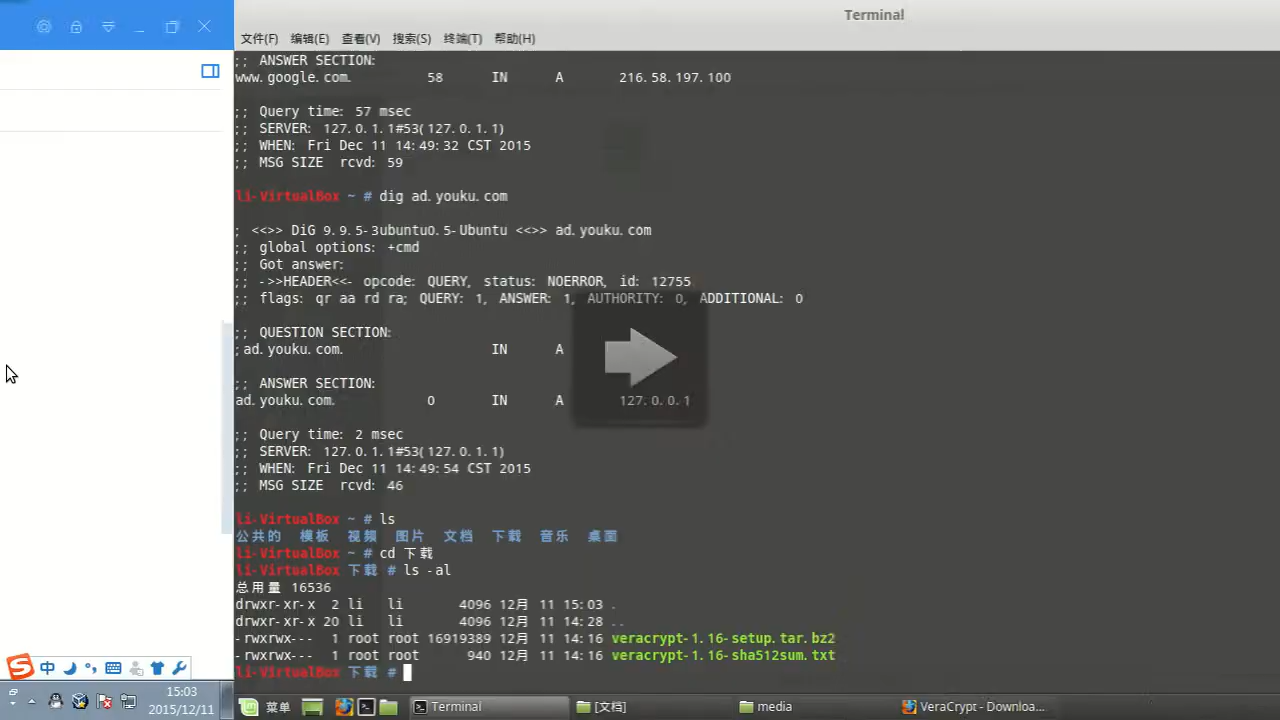 Terminal
文件(F) 编辑(E) 查看(V) 搜索(S) 终端(T) 帮助(H)
;; ANSWER SECTION:
www.google.com. 58 IN A 216.58.197.100
;; Query time: 57 msec
;; SERVER: 127.0.1.1#53(127.0.1.1)
;; WHEN: Fri Dec 11 14:49:32 CST 2015
;; MSG SIZE rcvd: 59
li-VirtualBox ~ # dig ad.youku.com
; <<>> DiG 9.9.5-3ubuntu0.5-Ubuntu <<>> ad.youku.com
;; global options: +cmd
;; Got answer:
;; ->>HEADER<<- opcode: QUERY, status: NOERROR, id: 12755
;; flags: qr aa rd ra; QUERY: 1, ANSWER: 1, AUTHORITY: 0, ADDITIONAL: 0
;; QUESTION SECTION:
;ad.youku.com. IN A
;; ANSWER SECTION:
ad.youku.com. 0 IN A 127.0.0.1
;; Query time: 2 msec
;; SERVER: 127.0.1.1#53(127.0.1.1)
;; WHEN: Fri Dec 11 14:49:54 CST 2015
;; MSG SIZE rcvd: 46
li-VirtualBox ~ # ls
公共的 模板 视频 图片 文档 下载 音乐 桌面
li-VirtualBox ~ # cd 下载
li-VirtualBox 下载 # ls -al
总用量 16536
drwxr-xr-x 2 li li 4096 12月 11 15:03 .
drwxr-xr-x 20 li li 4096 12月 11 14:28 ..
-rwxrwx--- 1 root root 16919389 12月 11 14:16 veracrypt-1.16-setup.tar.bz2
-rwxrwx--- 1 root root 940 12月 11 14:16 veracrypt-1.16-sha512sum.txt
li-VirtualBox 下载 #
S 中
15:03
2015/12/11
菜单 Terminal [文档] media VeraCrypt - Downloa...